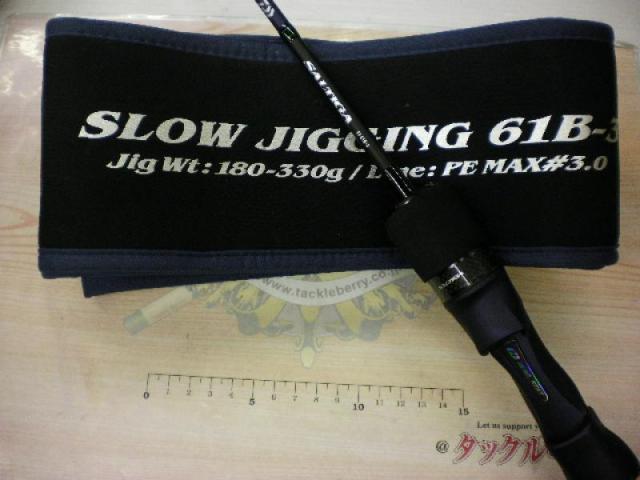 SALTIGA
SLOW JIGGING 61B-3
Jig Wt: 180-330g / Line: PE MAX#3.0
www.tackleberry.co.
0 1 2 3 4 5 6 7 8 9 10 11 12 13 14 15
Let us support y
@ タックル